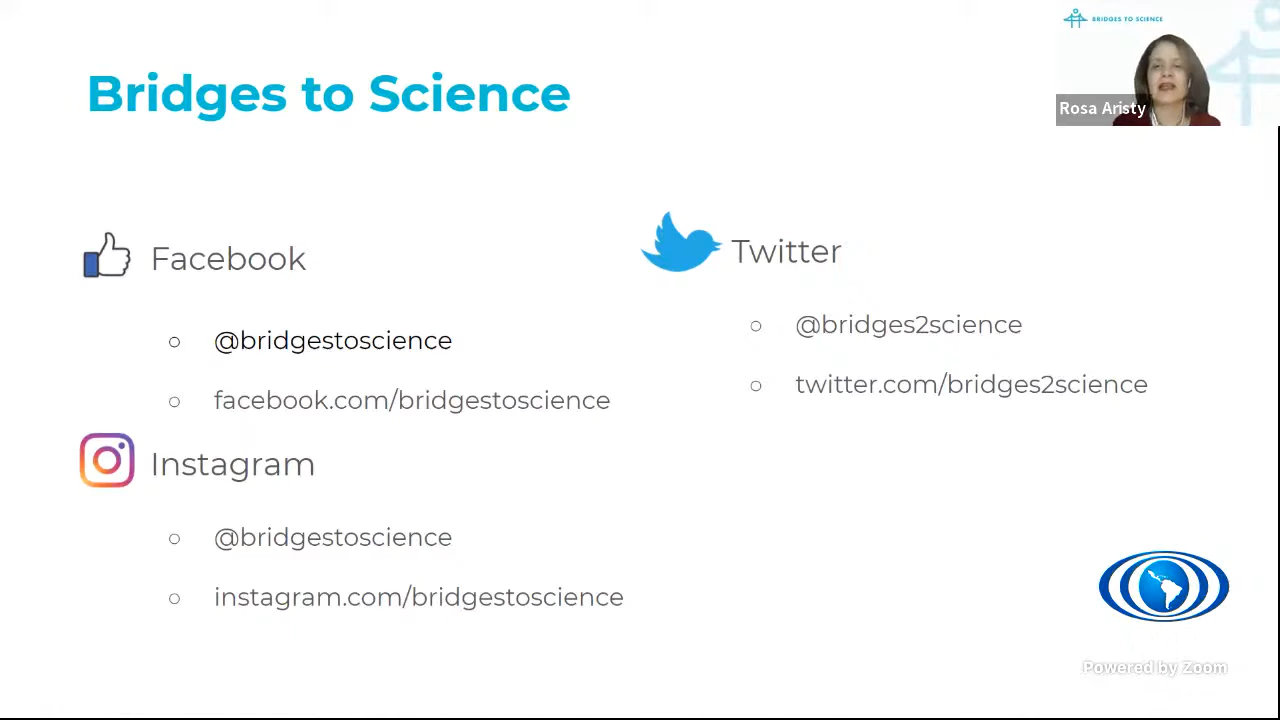 BRIDGES TO SCIENCE
Rosa Aristy
Bridges to Science
Facebook
@bridgestoscience
facebook.com/bridgestoscience
Instagram
@bridgestoscience
instagram.com/bridgestoscience
Twitter
@bridges2science
twitter.com/bridges2science
Powered by Zoom